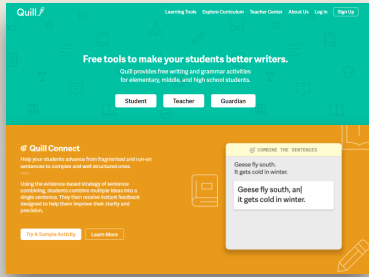 Quill
Learning Tools Explore Curriculum Teacher Center About Us Log In Sign Up
Free tools to make your students better writers.
Quill provides free writing and grammar activities
for elementary, middle, and high school students.
Student Teacher Guardian
Quill Connect
Help your students advance from fragmented and run-on
sentences to complex and well structured ones.
Using the evidence-based strategy of sentence
combining, students combine multiple ideas into a
single sentence. They then receive instant feedback
designed to help them improve their clarity and
precision.
Try A Sample Activity Learn More
COMBINE THE SENTENCES
Geese fly south.
It gets cold in winter.
Geese fly south, an
it gets cold in winter.